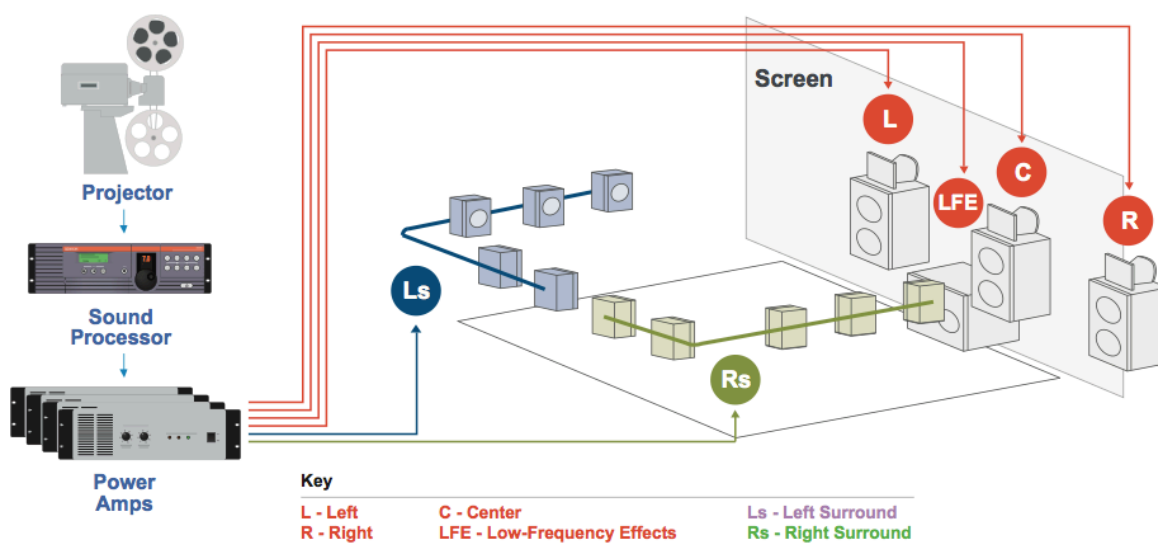 Screen
L
C
LFE
R
Projector
Ls
Sound
Processor
Rs
Power
Amps
Key
L - Left
C - Center
Ls - Left Surround
R - Right
LFE - Low-Frequency Effects
Rs - Right Surround